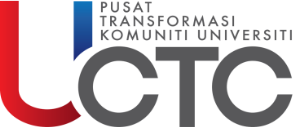 PUSAT
TRANSFORMASI
KOMUNITI UNIVERSITI
UCTC